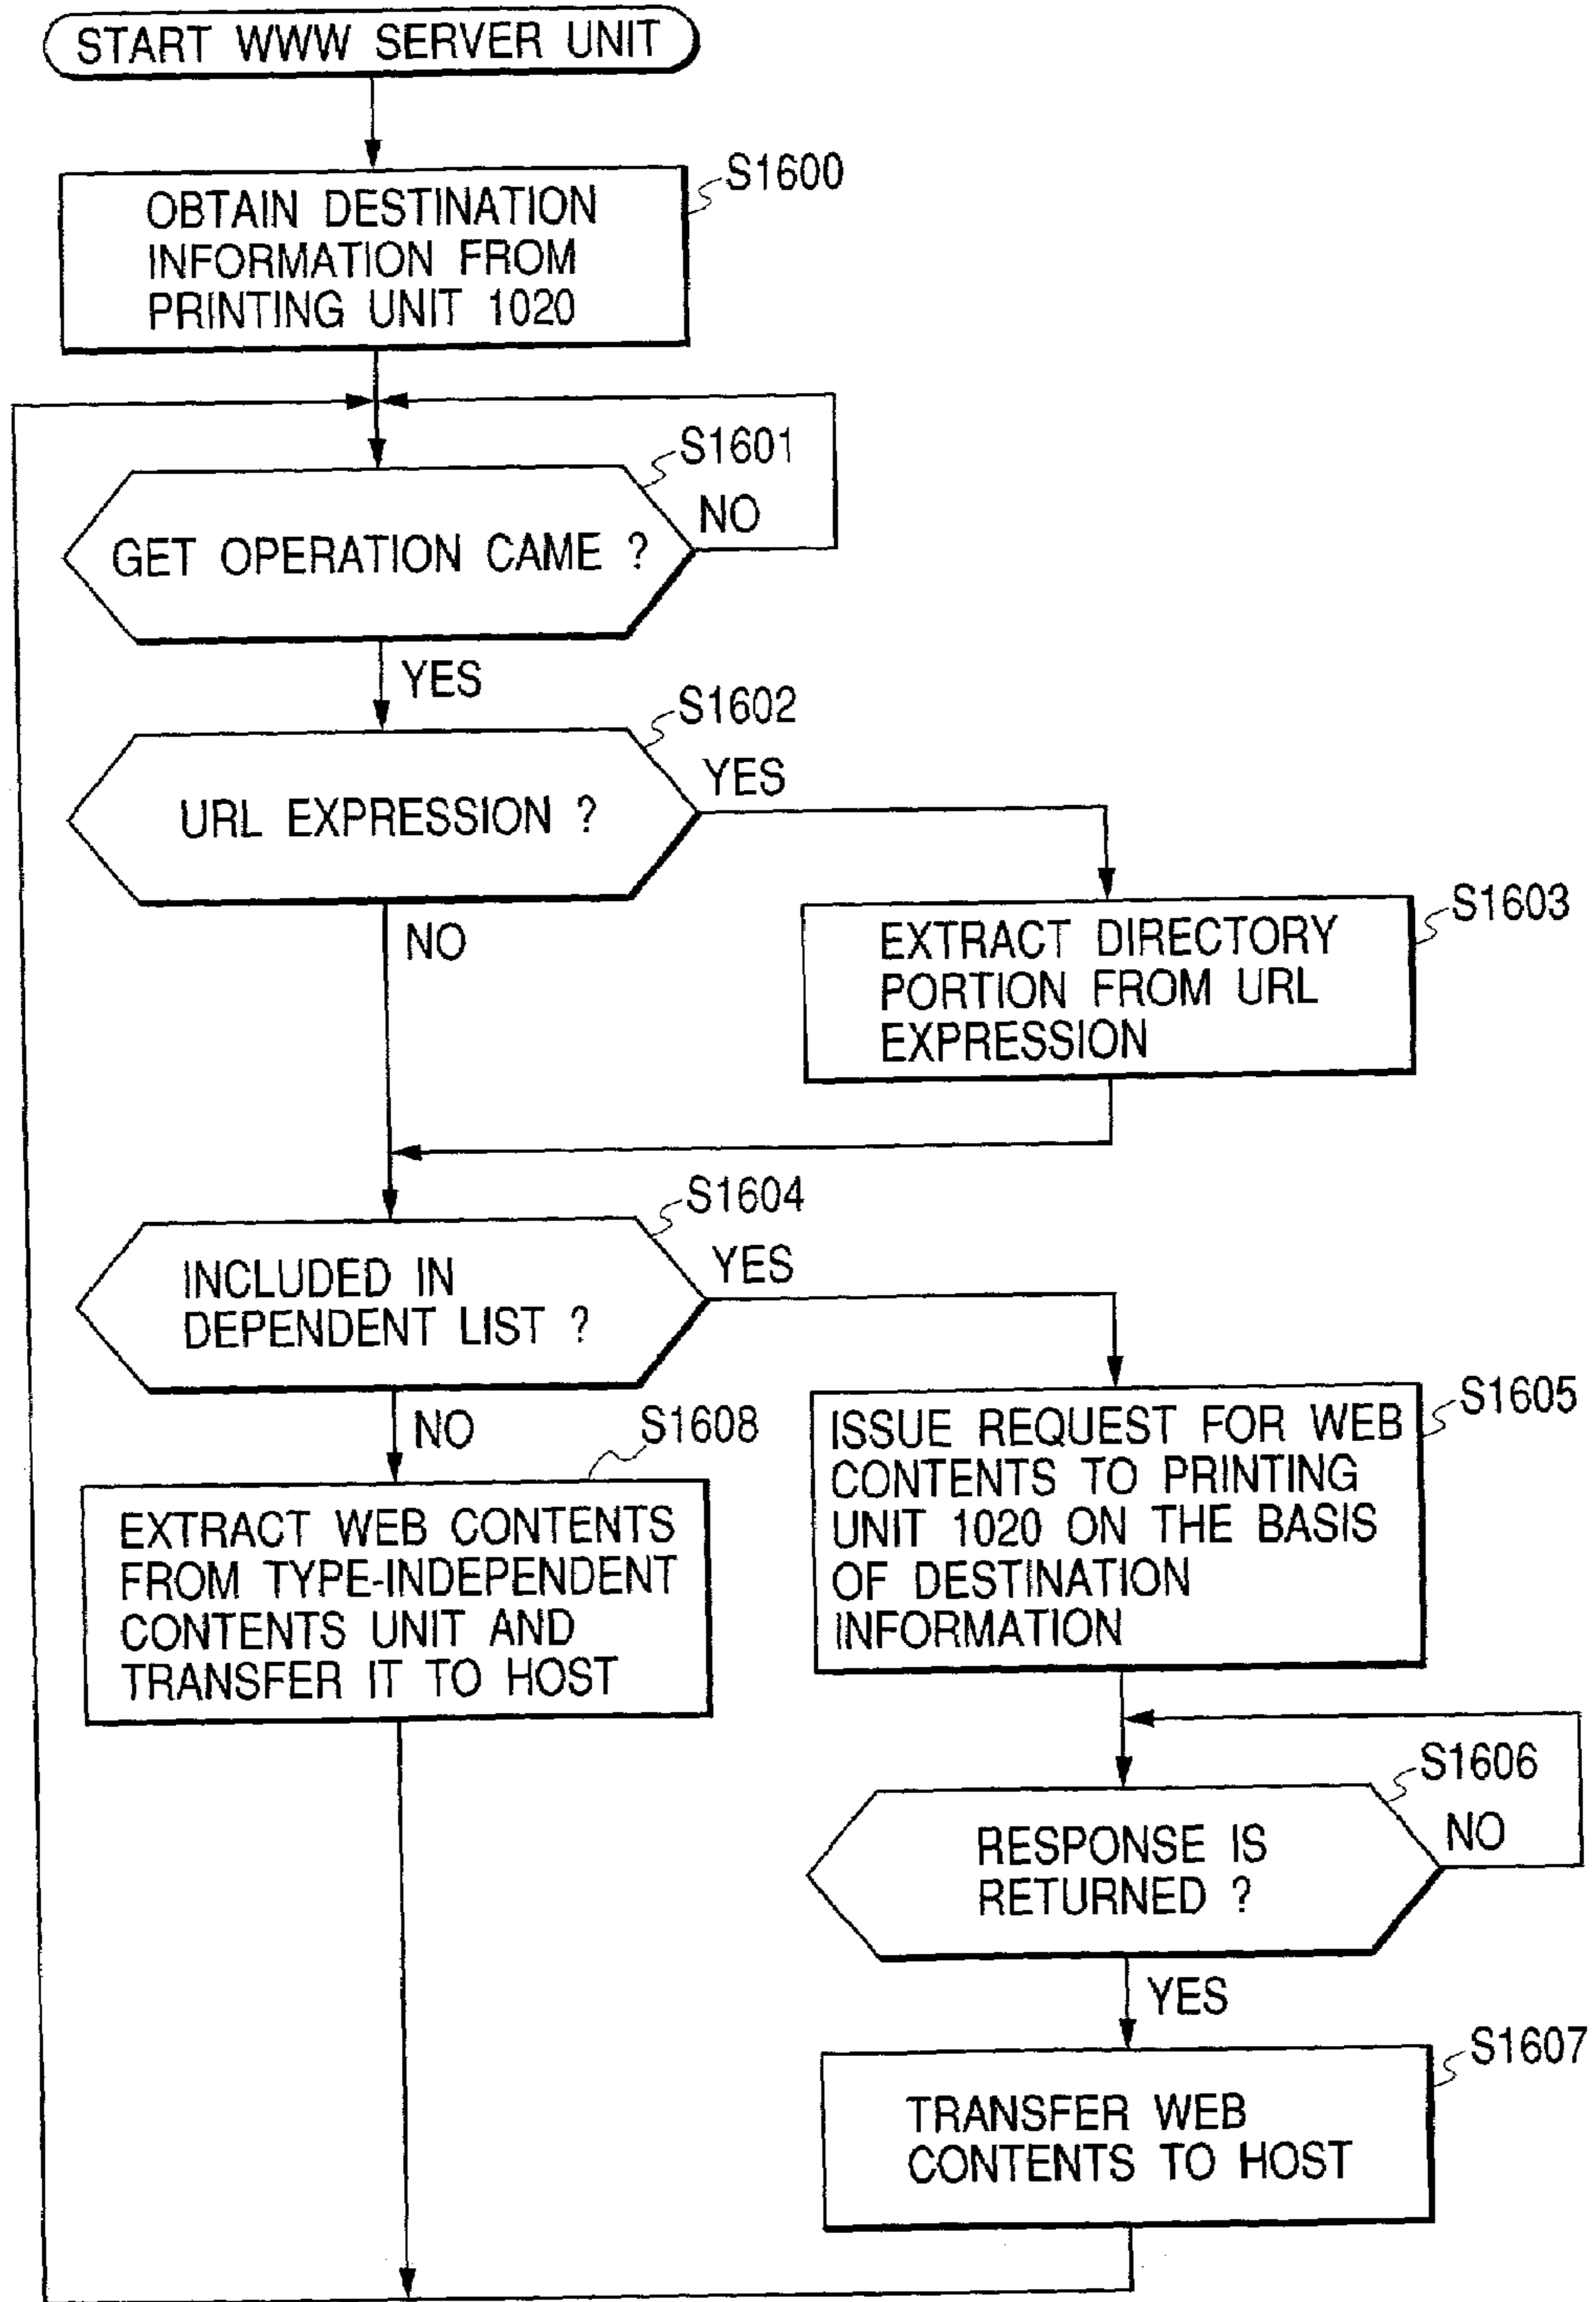 START WWW SERVER UNIT
S1600
OBTAIN DESTINATION
INFORMATION FROM
PRINTING UNIT 1020
S1601
NO
GET OPERATION CAME ?
YES
S1602
YES
URL EXPRESSION ?
NO
S1603
EXTRACT DIRECTORY
PORTION FROM URL
EXPRESSION
S1604
YES
INCLUDED IN
DEPENDENT LIST ?
NO
S1608
EXTRACT WEB CONTENTS
FROM TYPE-INDEPENDENT
CONTENTS UNIT AND
TRANSFER IT TO HOST
S1605
ISSUE REQUEST FOR WEB
CONTENTS TO PRINTING
UNIT 1020 ON THE BASIS
OF DESTINATION
INFORMATION
S1606
NO
RESPONSE IS
RETURNED ?
YES
S1607
TRANSFER WEB
CONTENTS TO HOST